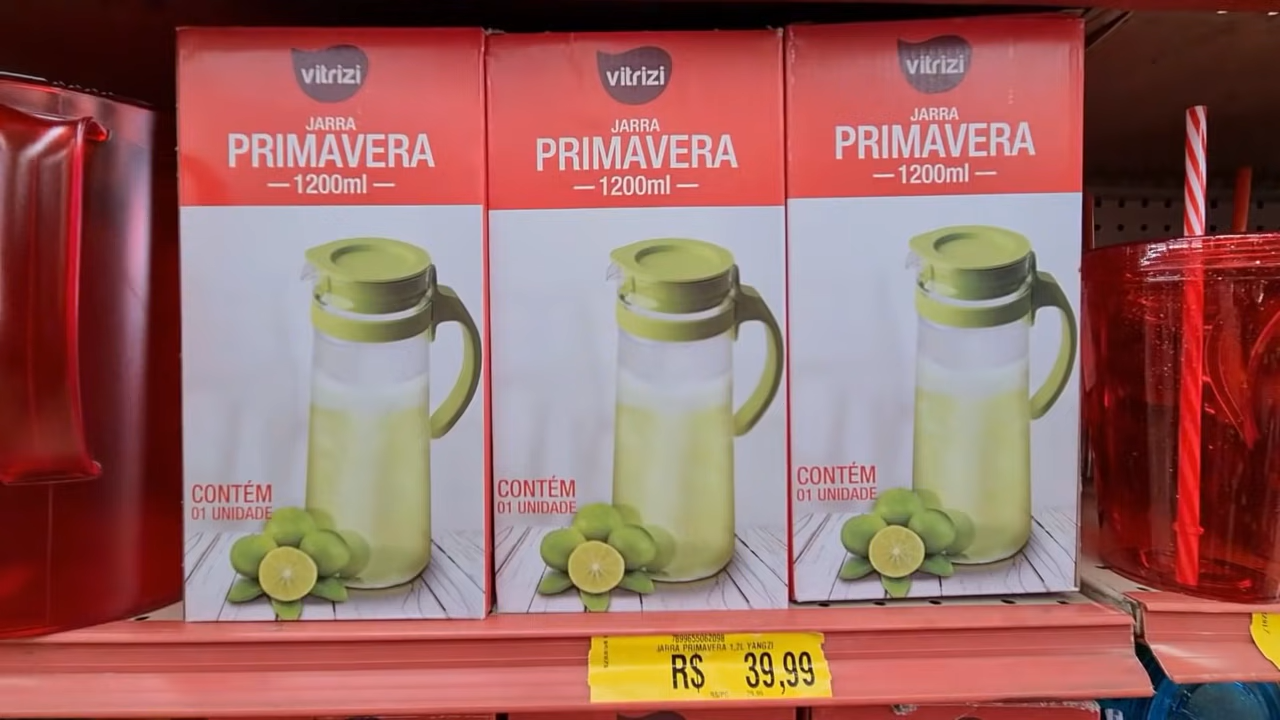 vitrizi
JARRA
PRIMAVERA
1200ml
CONTÉM
01 UNIDADE
vitrizi
JARRA
PRIMAVERA
1200ml
CONTÉM
01 UNIDADE
vitrizi
JARRA
PRIMAVERA
1200ml
CONTÉM
01 UNIDADE
7899655062098
JARRA PRIMAVERA 1,2L YANGZI
R$ 39,99